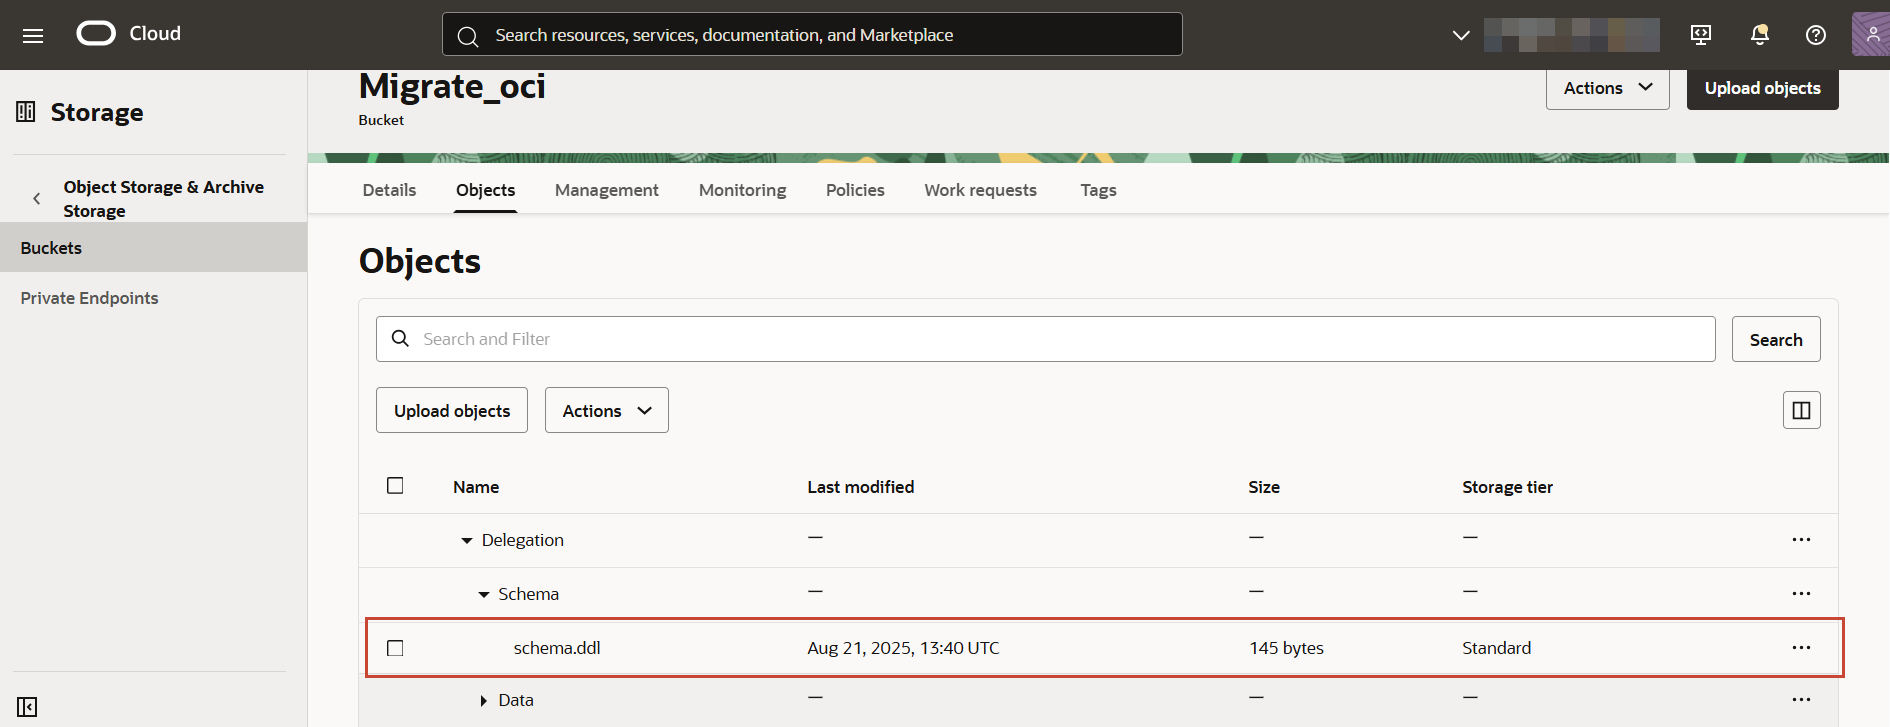 Cloud
Search resources, services, documentation, and Marketplace
Storage
Object Storage & Archive
Storage
Buckets
Private Endpoints
Migrate_oci
Bucket
Actions
Upload objects
Details Objects Management Monitoring Policies Work requests Tags
Objects
Search and Filter
Search
Upload objects
Actions
Name Last modified Size Storage tier
Delegation — — —
Schema — — —
schema.ddl Aug 21, 2025, 13:40 UTC 145 bytes Standard
Data — — —